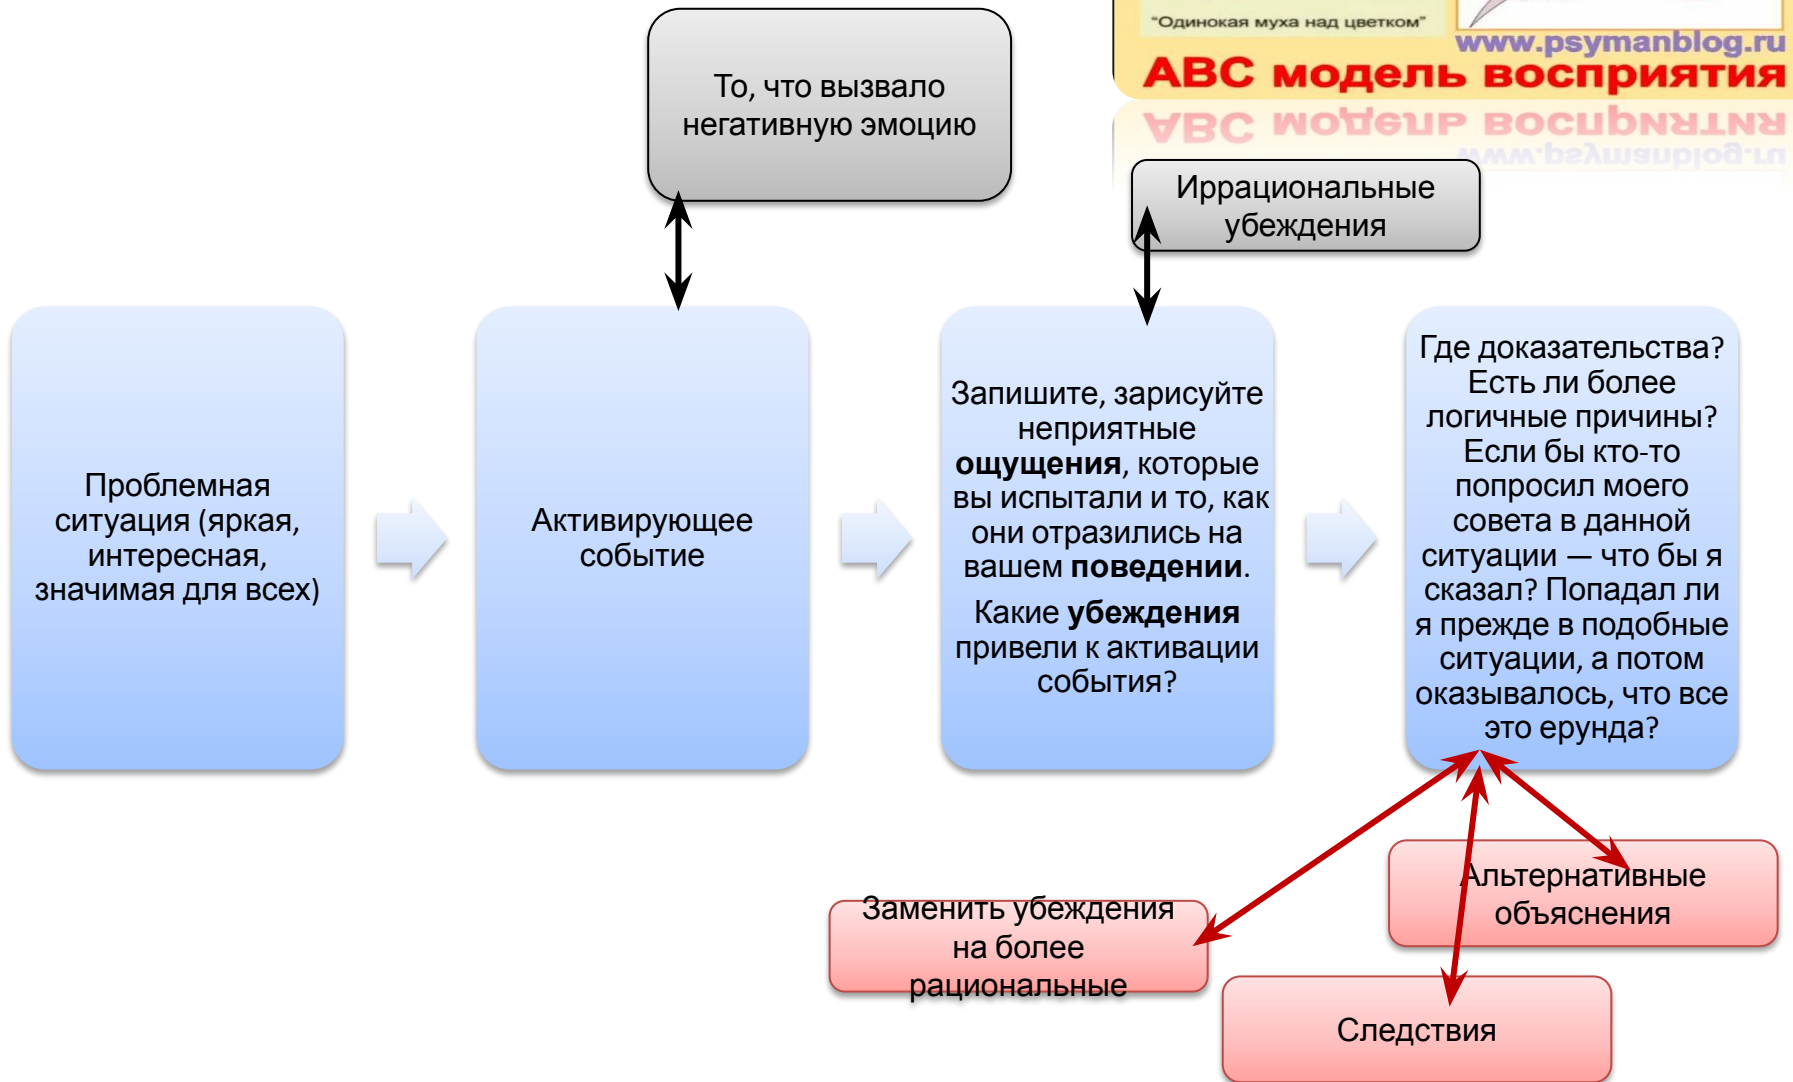 "Одинокая муха над цветком"
www.psymanblog.ru
АВС модель восприятия
То, что вызвало
негативную эмоцию
Иррациональные
убеждения
Проблемная
ситуация (яркая,
интересная,
значимая для всех)
Активирующее
событие
Запишите, зарисуйте
неприятные
ощущения, которые
вы испытали и то, как
они отразились на
вашем поведении.
Какие убеждения
привели к активации
события?
Где доказательства?
Есть ли более
логичные причины?
Если бы кто-то
попросил моего
совета в данной
ситуации — что бы я
сказал? Попадал ли
я прежде в подобные
ситуации, а потом
оказывалось, что все
это ерунда?
Заменить убеждения
на более
рациональные
Альтернативные
объяснения
Следствия